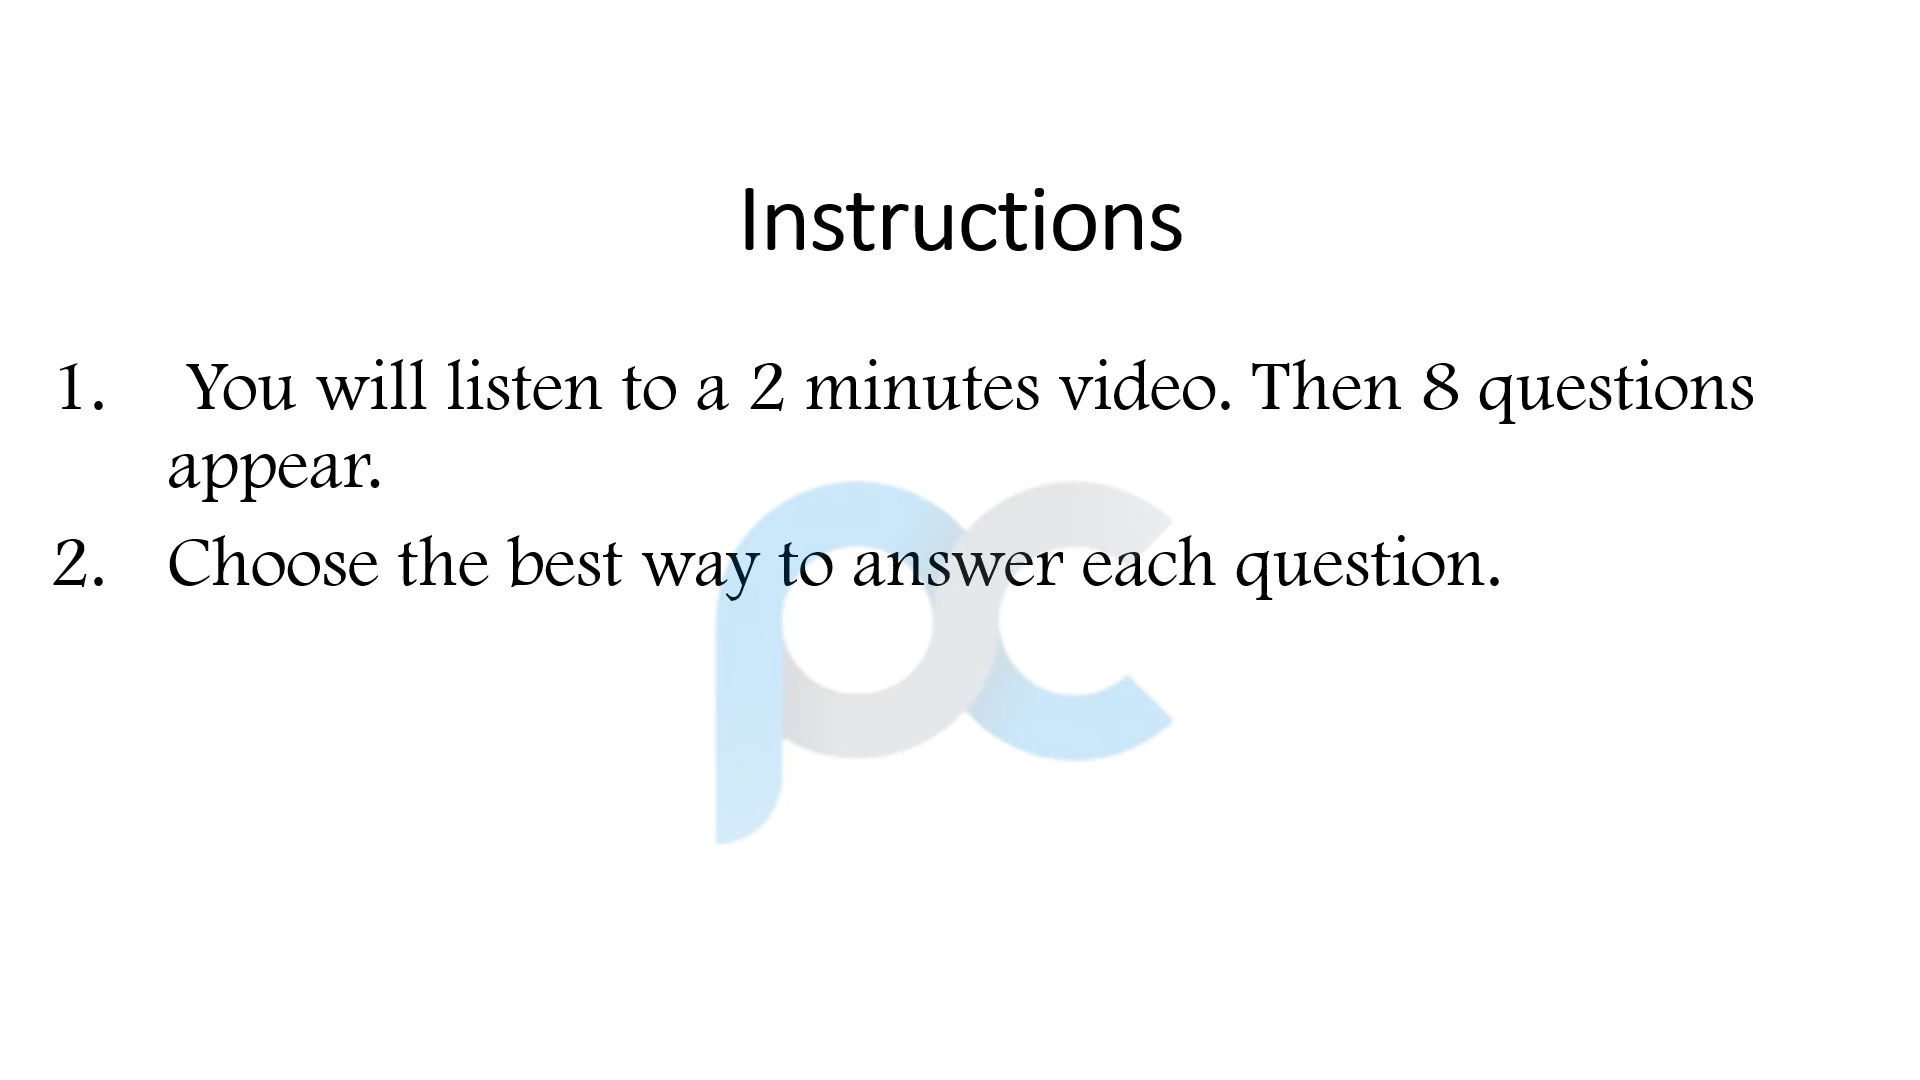 Instructions
1. You will listen to a 2 minutes video. Then 8 questions
appear.
2. Choose the best way to answer each question.